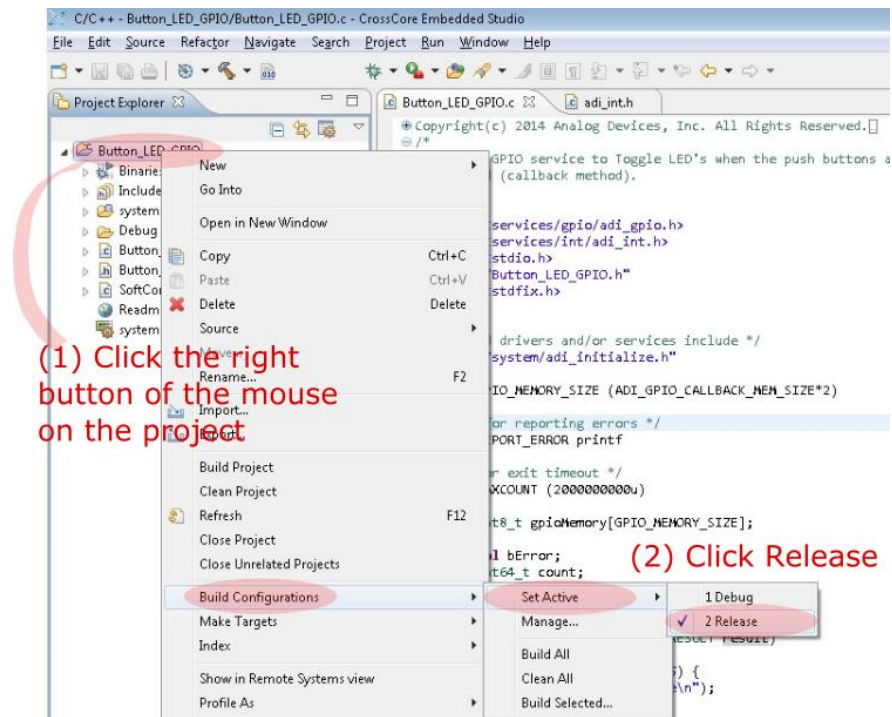 C/C++ - Button_LED_GPIO/Button_LED_GPIO.c - CrossCore Embedded Studio
File Edit Source Refactor Navigate Search Project Run Window Help
Project Explorer
Button_LED_GPIO.c adi_int.h
Copyright(c) 2014 Analog Devices, Inc. All Rights Reserved.
/*
Button_LED_GPIO
New
GPIO service to Toggle LED's when the push buttons a
Binarie
(callback method).
Include
Go Into
system
Open in New Window
Debug
services/gpio/adi_gpio.h>
services/int/adi_int.h>
Button_
Copy Ctrl+C
stdio.h>
Button_
Paste Ctrl+V
Button_LED_GPIO.h"
SoftCo
stdfix.h>
Readm
Delete Delete
system
Source
drivers and/or services include */
(1) Click the right
Move...
system/adi_initialize.h"
button of the mouse
Rename... F2
IO_MEMORY_SIZE (ADI_GPIO_CALLBACK_MEM_SIZE*2)
Import...
on the project
Export...
for reporting errors */
PORT_ERROR printf
Build Project
r exit timeout */
Clean Project
XCOUNT (2000000000u)
Refresh F12
t8_t gpioMemory[GPIO_MEMORY_SIZE];
Close Project
l bError;
(2) Click Release
Close Unrelated Projects
t64_t count;
Build Configurations
Set Active
1 Debug
Make Targets
Manage...
2 Release
result)
Index
Build All
) {
Show in Remote Systems view
Clean All
e\n");
Profile As
Build Selected...